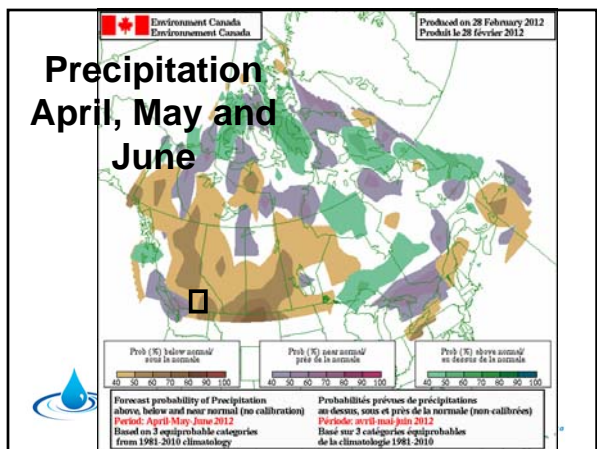 Environment Canada
Environnement Canada
Produced on 28 February 2012
Produit le 28 février 2012
Precipitation
April, May and
June
Prob (%) below normal/
sous la normale
40 50 60 70 80 90 100
Prob (%) near normal/
près de la normale
40 50 60 70 80 90 100
Prob (%) above normal/
au dessus de la normale
40 50 60 70 80 90 100
Forecast probability of Precipitation
above, below and near normal (no calibration)
Period: April-May-June 2012
Based on 3 equiprobable categories
from 1981-2010 climatology
Probabilités prévues de précipitations
au-dessus, sous et près de la normale (non-calibrées)
Période: avril-mai-juin 2012
Basé sur 3 catégories équiprobables
de la climatologie 1981-2010